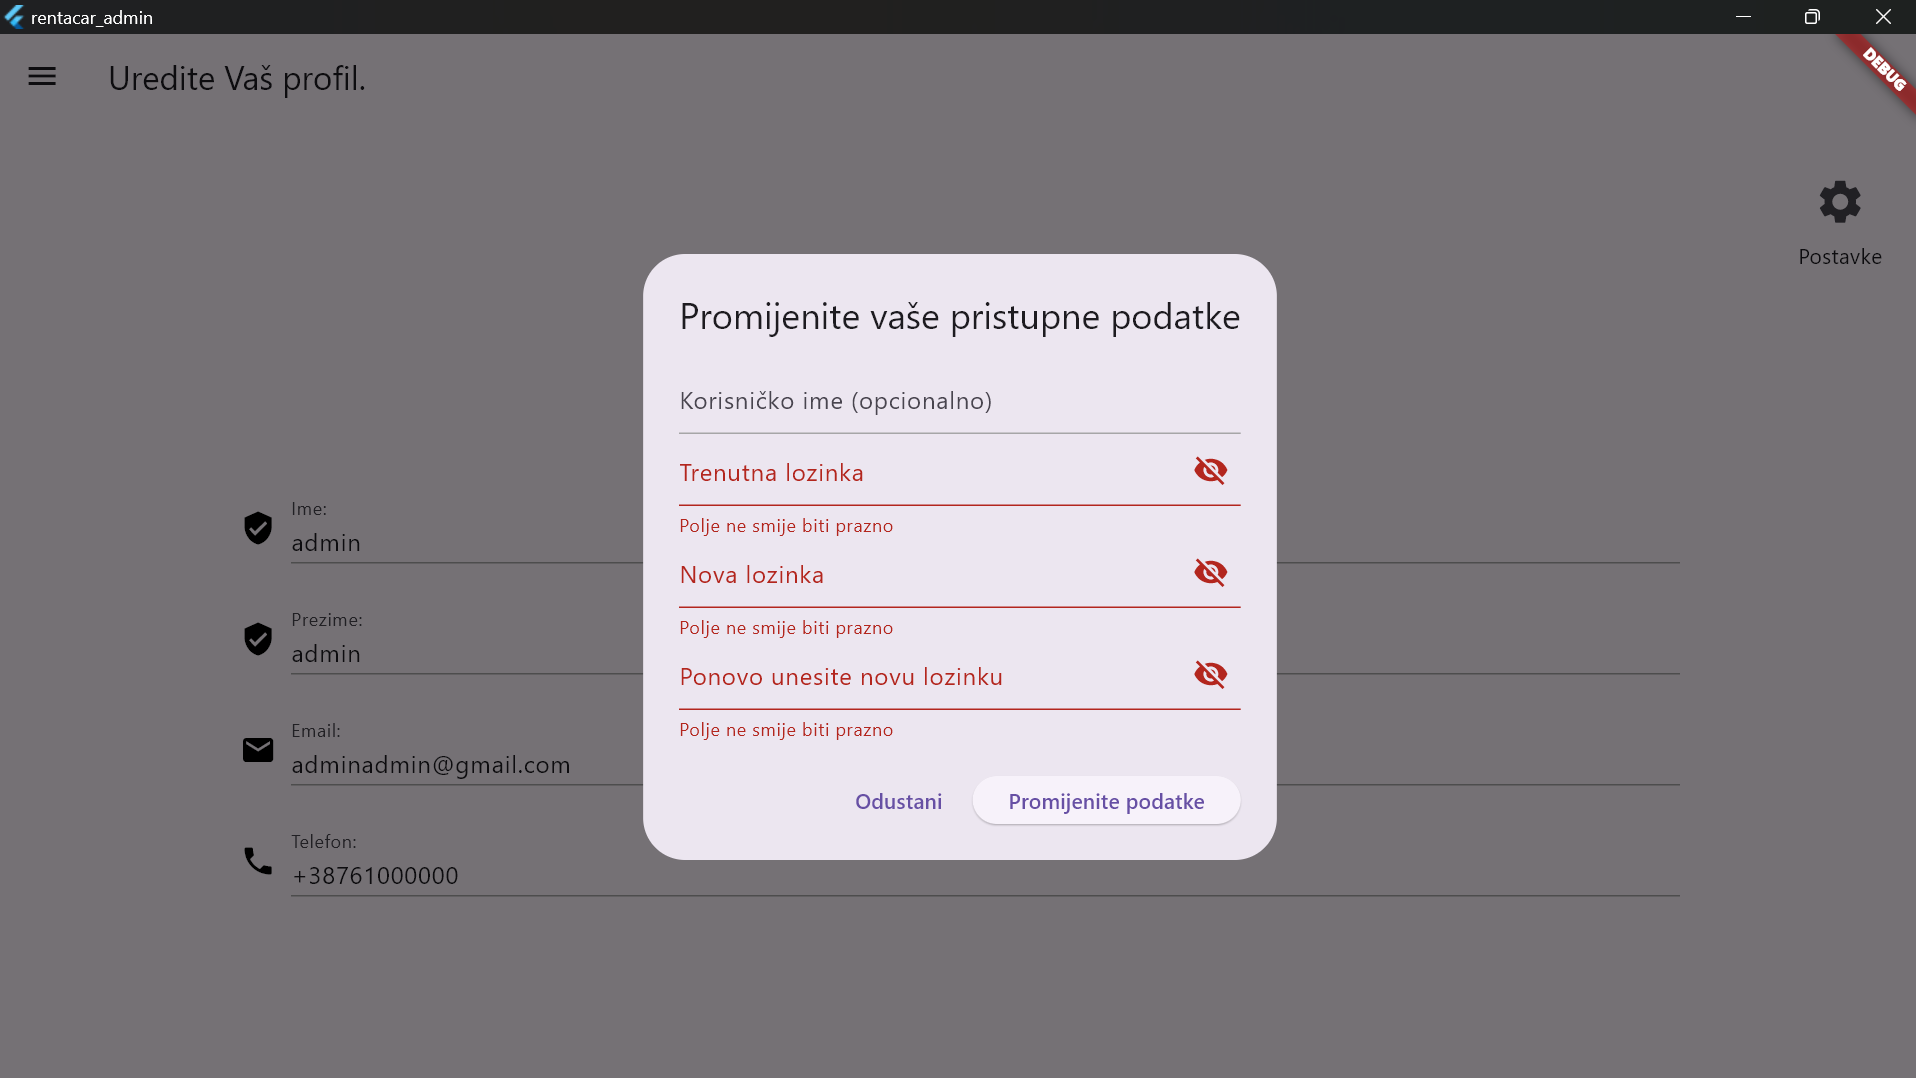 rentacar_admin
DEBUG
Uredite Vaš profil.
Postavke
Promijenite vaše pristupne podatke
Korisničko ime (opcionalno)
Trenutna lozinka
Polje ne smije biti prazno
Nova lozinka
Polje ne smije biti prazno
Ponovo unesite novu lozinku
Polje ne smije biti prazno
Odustani
Promijenite podatke
Ime:
admin
Prezime:
admin
Email:
adminadmin@gmail.com
Telefon:
+38761000000